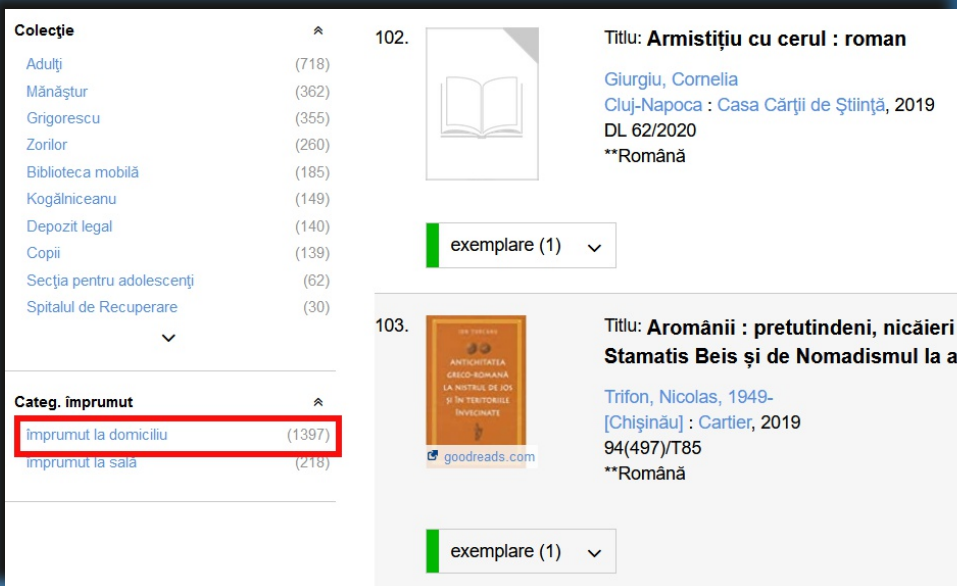 Colecţie
Adulţi (718)
Mănăştur (362)
Grigorescu (355)
Zorilor (260)
Biblioteca mobilă (185)
Kogălniceanu (149)
Depozit legal (140)
Copii (139)
Secţia pentru adolescenţi (62)
Spitalul de Recuperare (30)
Categ. împrumut
împrumut la domiciliu (1397)
împrumut la sală (218)
102.
Titlu: Armistițiu cu cerul : roman
Giurgiu, Cornelia
Cluj-Napoca : Casa Cărţii de Ştiinţă, 2019
DL 62/2020
**Română
exemplare (1)
103.
ION CHIRTOAGĂ
ANTICHITATEA
GRECO-ROMANĂ
LA NISTRUL DE JOS
ȘI ÎN TERITORIILE
ÎNVECINATE
goodreads.com
Titlu: Aromânii : pretutindeni, nicăieri
Stamatis Beis și de Nomadismul la a
Trifon, Nicolas, 1949-
[Chişinău] : Cartier, 2019
94(497)/T85
**Română
exemplare (1)